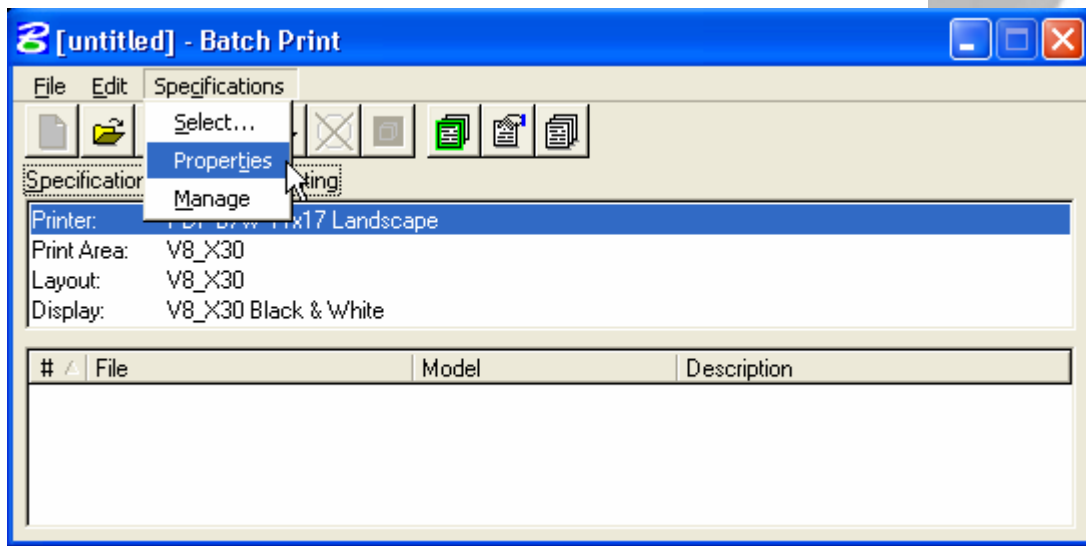 [untitled] - Batch Print
File Edit Specifications
Select...
Properties
Specification ting
Manage
Printer: 11x17 Landscape
Print Area: V8_X30
Layout: V8_X30
Display: V8_X30 Black & White
# File Model Description